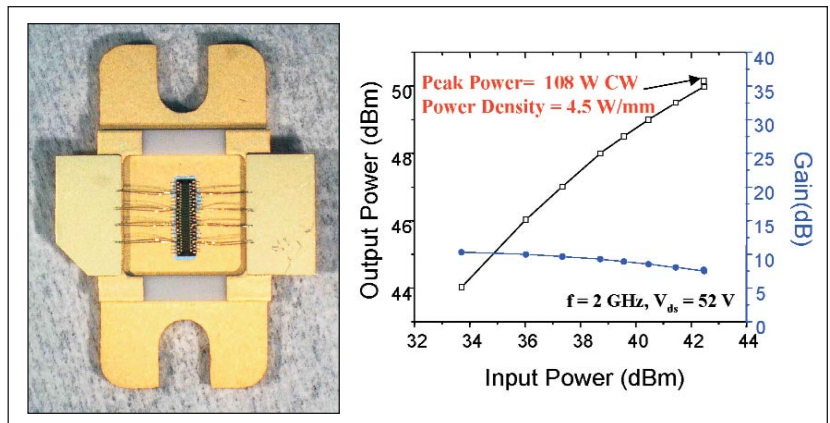 Output Power (dBm)
50
48
46
44
Peak Power= 108 W CW
Power Density = 4.5 W/mm
f = 2 GHz, Vds = 52 V
40
35
30
25
20
15
10
5
0
Gain(dB)
32 34 36 38 40 42 44
Input Power (dBm)